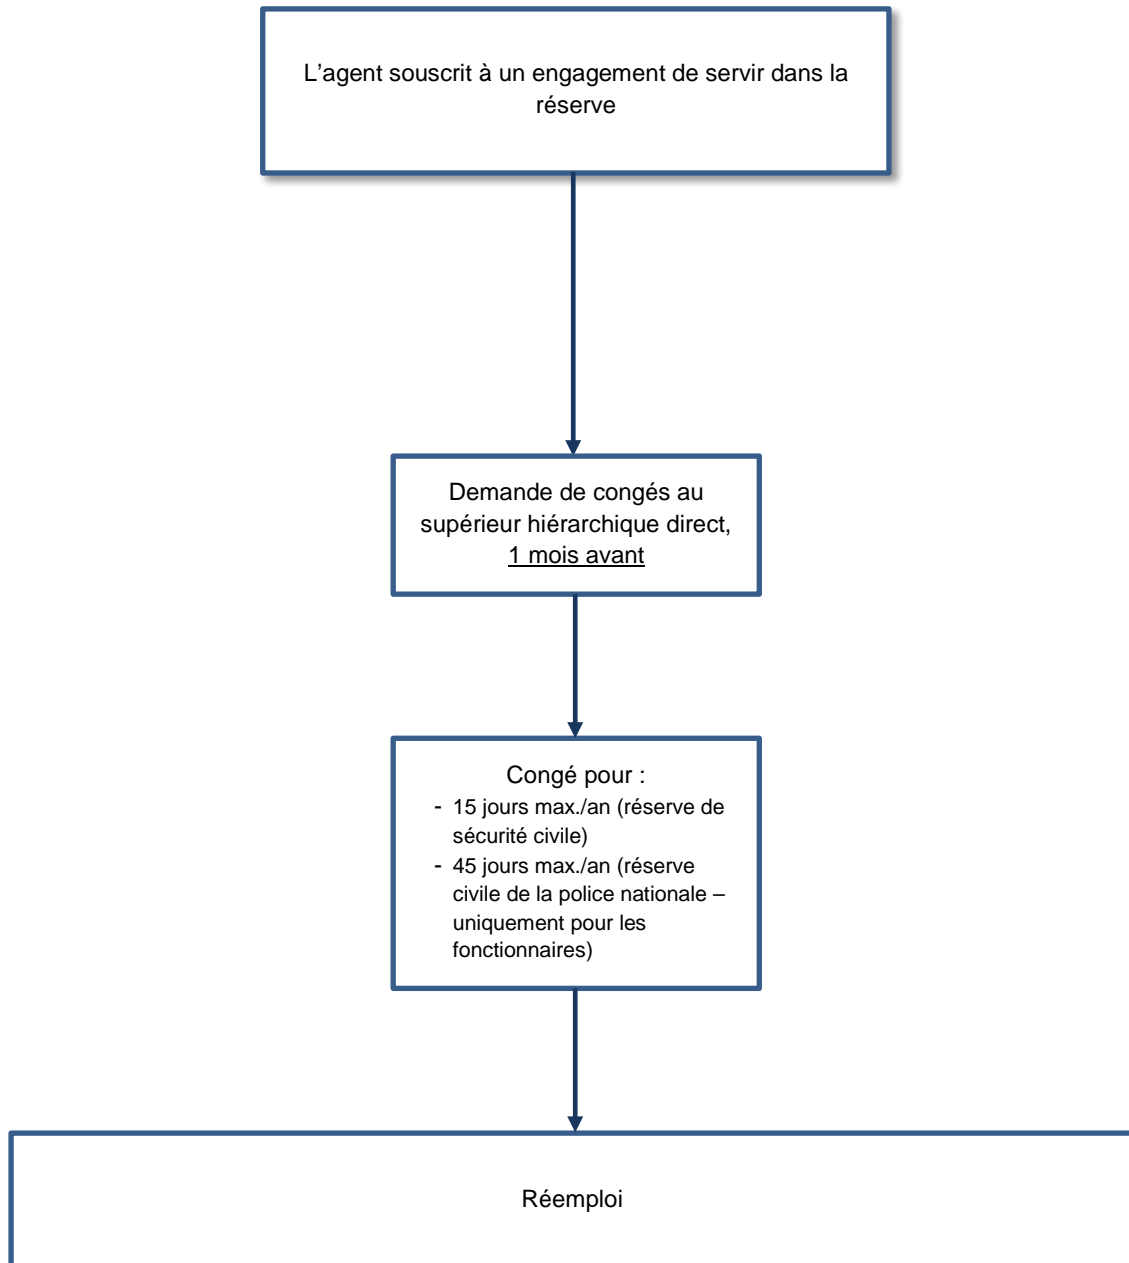 L’agent souscrit à un engagement de servir dans la
réserve
Demande de congés au
supérieur hiérarchique direct,
1 mois avant
Congé pour :
- 15 jours max./an (réserve de
sécurité civile)
- 45 jours max./an (réserve
civile de la police nationale –
uniquement pour les
fonctionnaires)
Réemploi